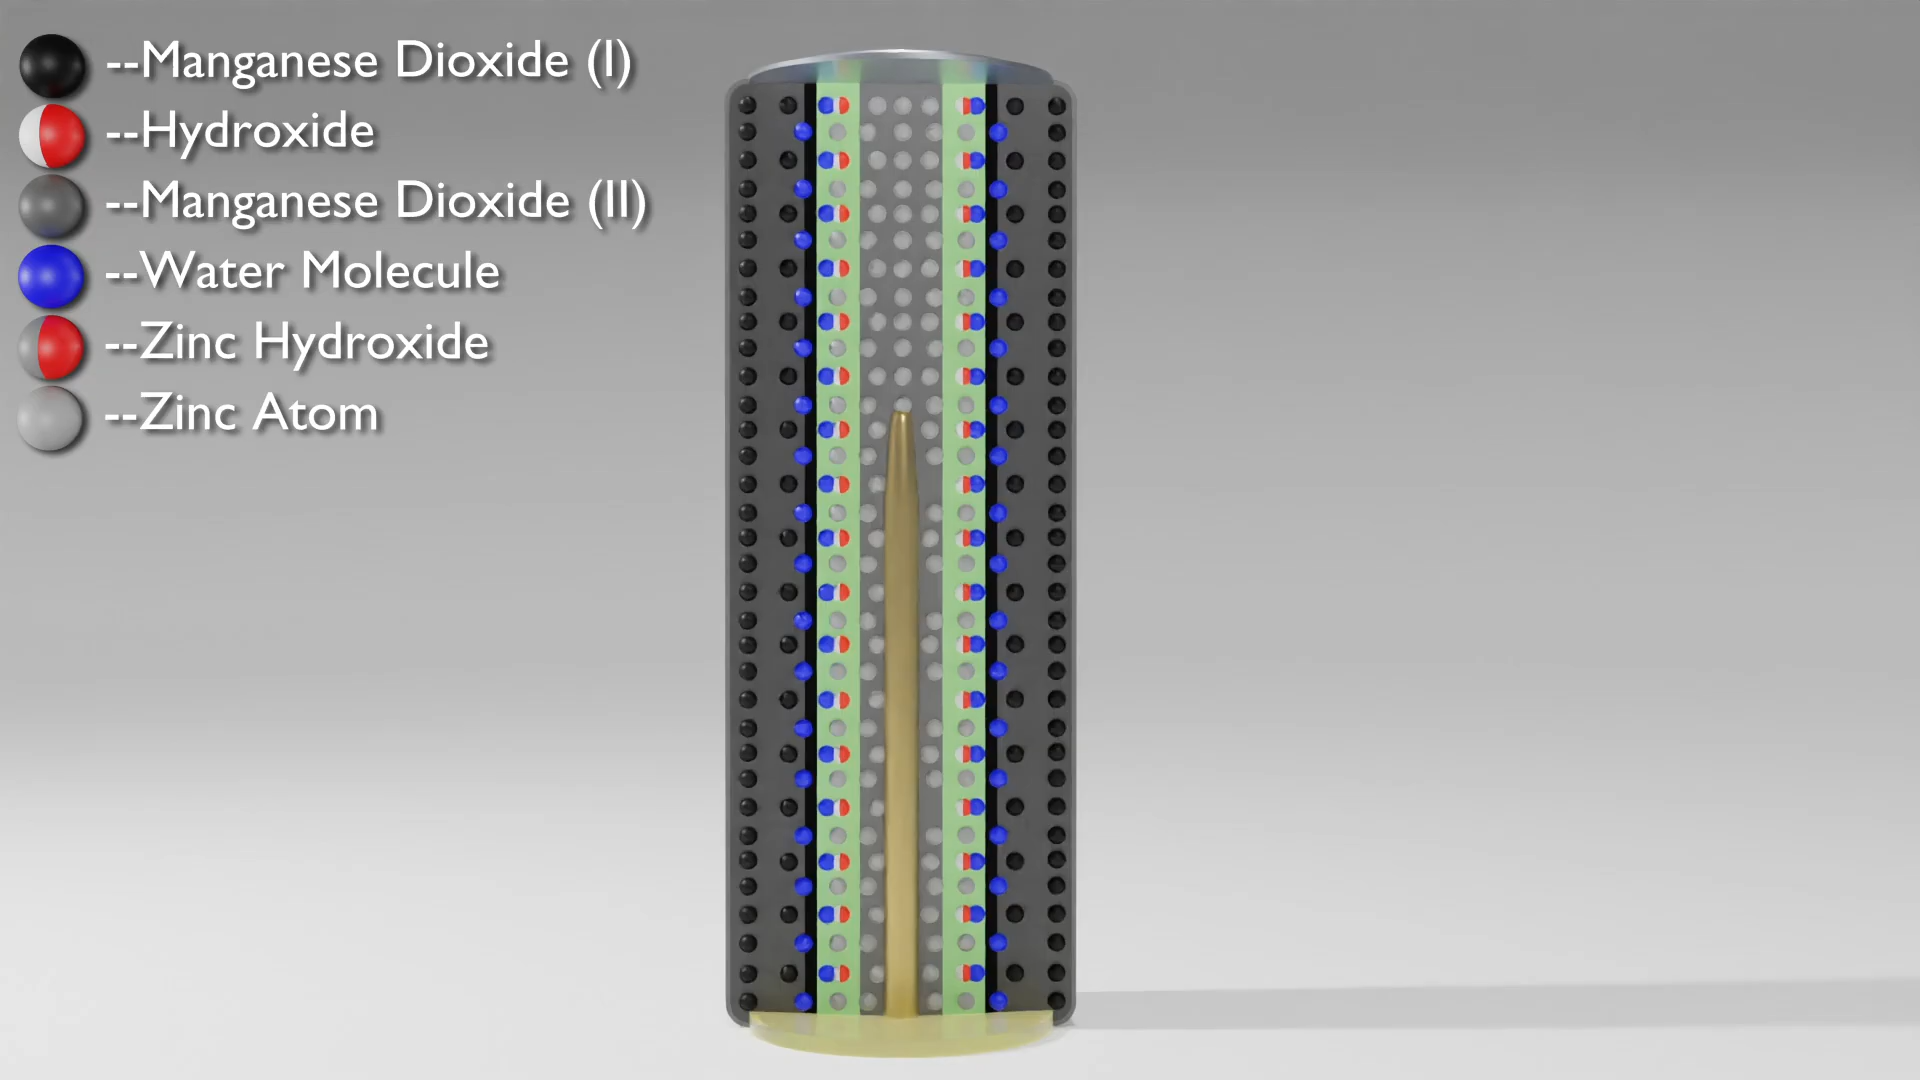 --Manganese Dioxide (I)
--Hydroxide
--Manganese Dioxide (II)
--Water Molecule
--Zinc Hydroxide
--Zinc Atom